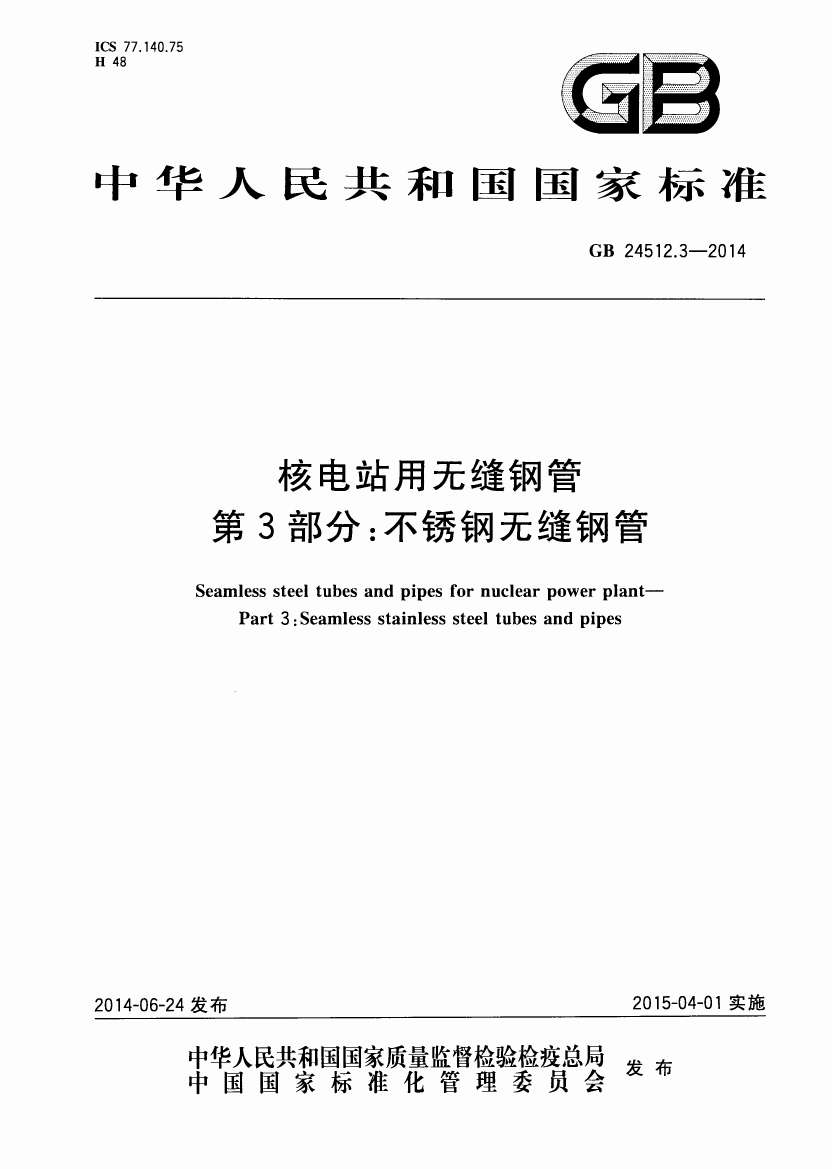 ICS 77.140.75
H 48
GB
中华人民共和国国家标准
GB 24512.3—2014
核电站用无缝钢管
第3部分:不锈钢无缝钢管
Seamless steel tubes and pipes for nuclear power plant—
Part 3:Seamless stainless steel tubes and pipes
2014-06-24 发布
2015-04-01 实施
中华人民共和国国家质量监督检验检疫总局
中国国家标准化管理委员会
发布